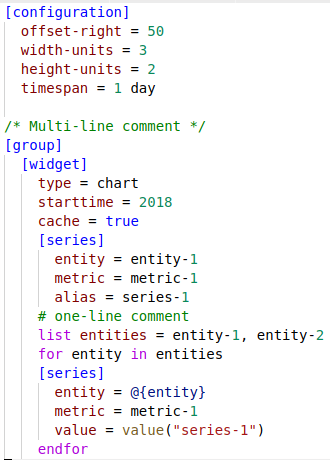 [configuration]
  offset-right = 50
  width-units = 3
  height-units = 2
  timespan = 1 day

/* Multi-line comment */
[group]
  [widget]
    type = chart
    starttime = 2018
    cache = true
    [series]
      entity = entity-1
      metric = metric-1
      alias = series-1
    # one-line comment
    list entities = entity-1, entity-2
    for entity in entities
    [series]
      entity = @{entity}
      metric = metric-1
      value = value("series-1")
    endfor